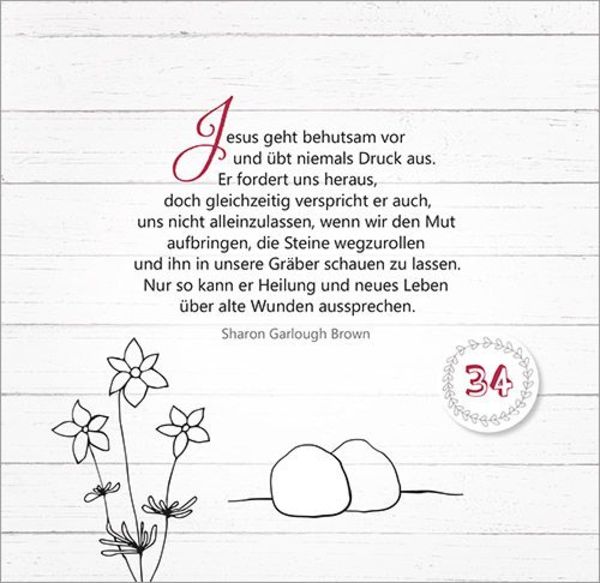 Jesus geht behutsam vor
und übt niemals Druck aus.
Er fordert uns heraus,
doch gleichzeitig verspricht er auch,
uns nicht alleinzulassen, wenn wir den Mut
aufbringen, die Steine wegzurollen
und ihn in unsere Gräber schauen zu lassen.
Nur so kann er Heilung und neues Leben
über alte Wunden aussprechen.
Sharon Garlough Brown
34